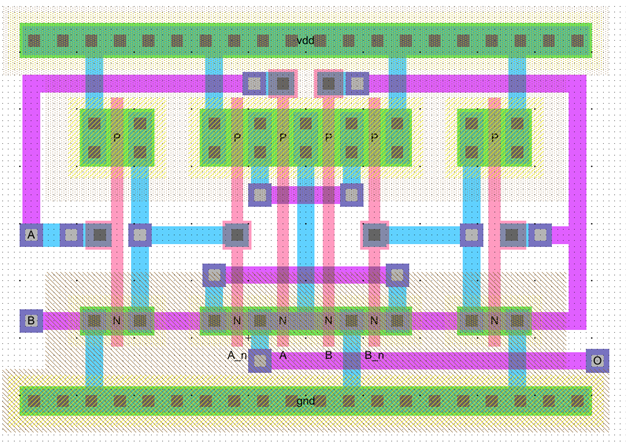 vdd
P P P P P P
A
B N N N N N N
A_n A B B_n O
gnd